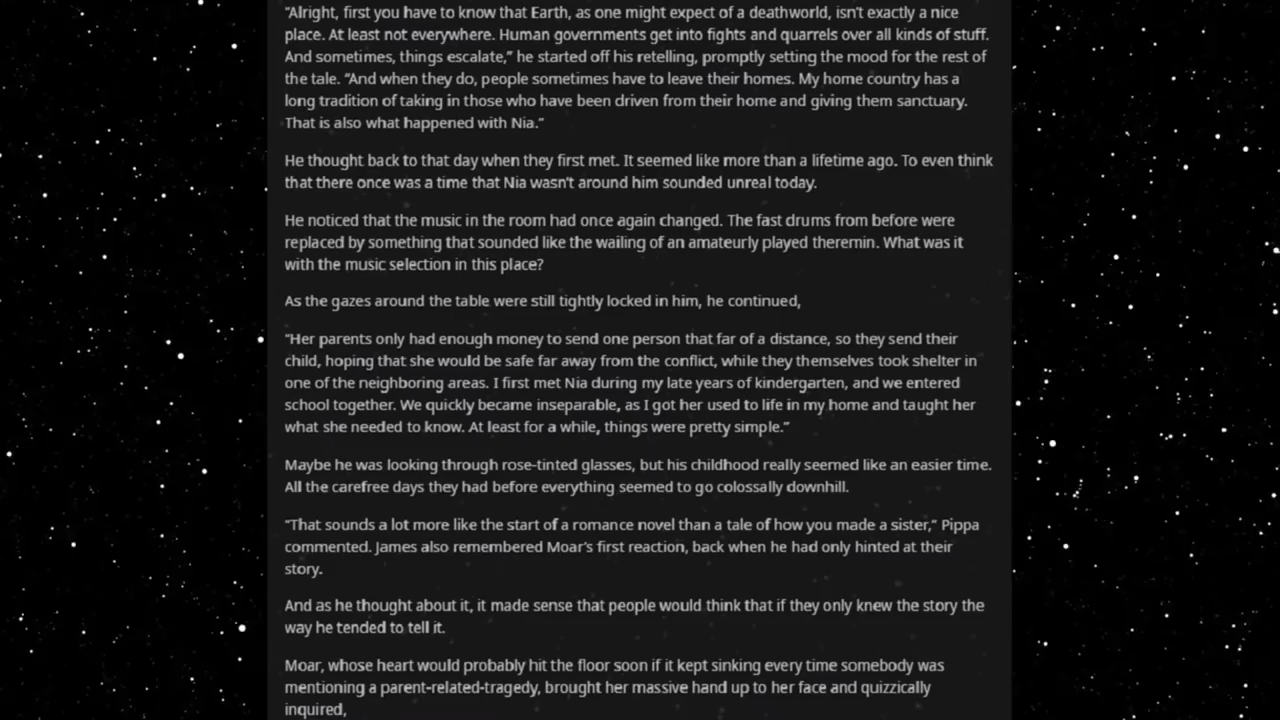 “Alright, first you have to know that Earth, as one might expect of a deathworld, isn’t exactly a nice
place. At least not everywhere. Human governments get into fights and quarrels over all kinds of stuff.
And sometimes, things escalate,” he started off his retelling, promptly setting the mood for the rest of
the tale. “And when they do, people sometimes have to leave their homes. My home country has a
long tradition of taking in those who have been driven from their home and giving them sanctuary.
That is also what happened with Nia.”
He thought back to that day when they first met. It seemed like more than a lifetime ago. To even think
that there once was a time that Nia wasn’t around him sounded unreal today.
He noticed that the music in the room had once again changed. The fast drums from before were
replaced by something that sounded like the wailing of an amateurly played theremin. What was it
with the music selection in this place?
As the gazes around the table were still tightly locked in him, he continued,
“Her parents only had enough money to send one person that far of a distance, so they send their
child, hoping that she would be safe far away from the conflict, while they themselves took shelter in
one of the neighboring areas. I first met Nia during my late years of kindergarten, and we entered
school together. We quickly became inseparable, as I got her used to life in my home and taught her
what she needed to know. At least for a while, things were pretty simple.”
Maybe he was looking through rose-tinted glasses, but his childhood really seemed like an easier time.
All the carefree days they had before everything seemed to go colossally downhill.
“That sounds a lot more like the start of a romance novel than a tale of how you made a sister,” Pippa
commented. James also remembered Moar’s first reaction, back when he had only hinted at their
story.
And as he thought about it, it made sense that people would think that if they only knew the story the
way he tended to tell it.
Moar, whose heart would probably hit the floor soon if it kept sinking every time somebody was
mentioning a parent-related-tragedy, brought her massive hand up to her face and quizzically
inquired,